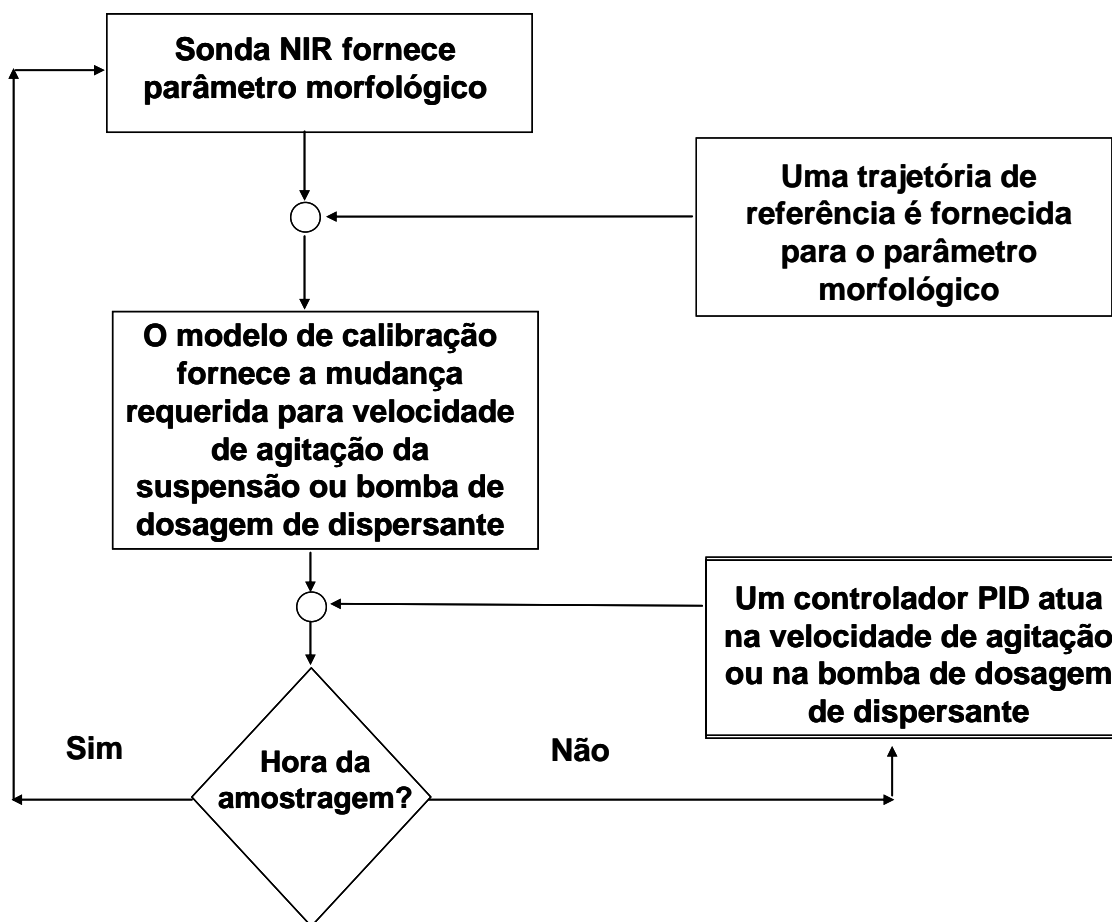 Sonda NIR fornece
parâmetro morfológico
Uma trajetória de
referência é fornecida
para o parâmetro
morfológico
O modelo de calibração
fornece a mudança
requerida para velocidade
de agitação da
suspensão ou bomba de
dosagem de dispersante
Um controlador PID atua
na velocidade de agitação
ou na bomba de dosagem
de dispersante
Sim
Hora da
amostragem?
Não